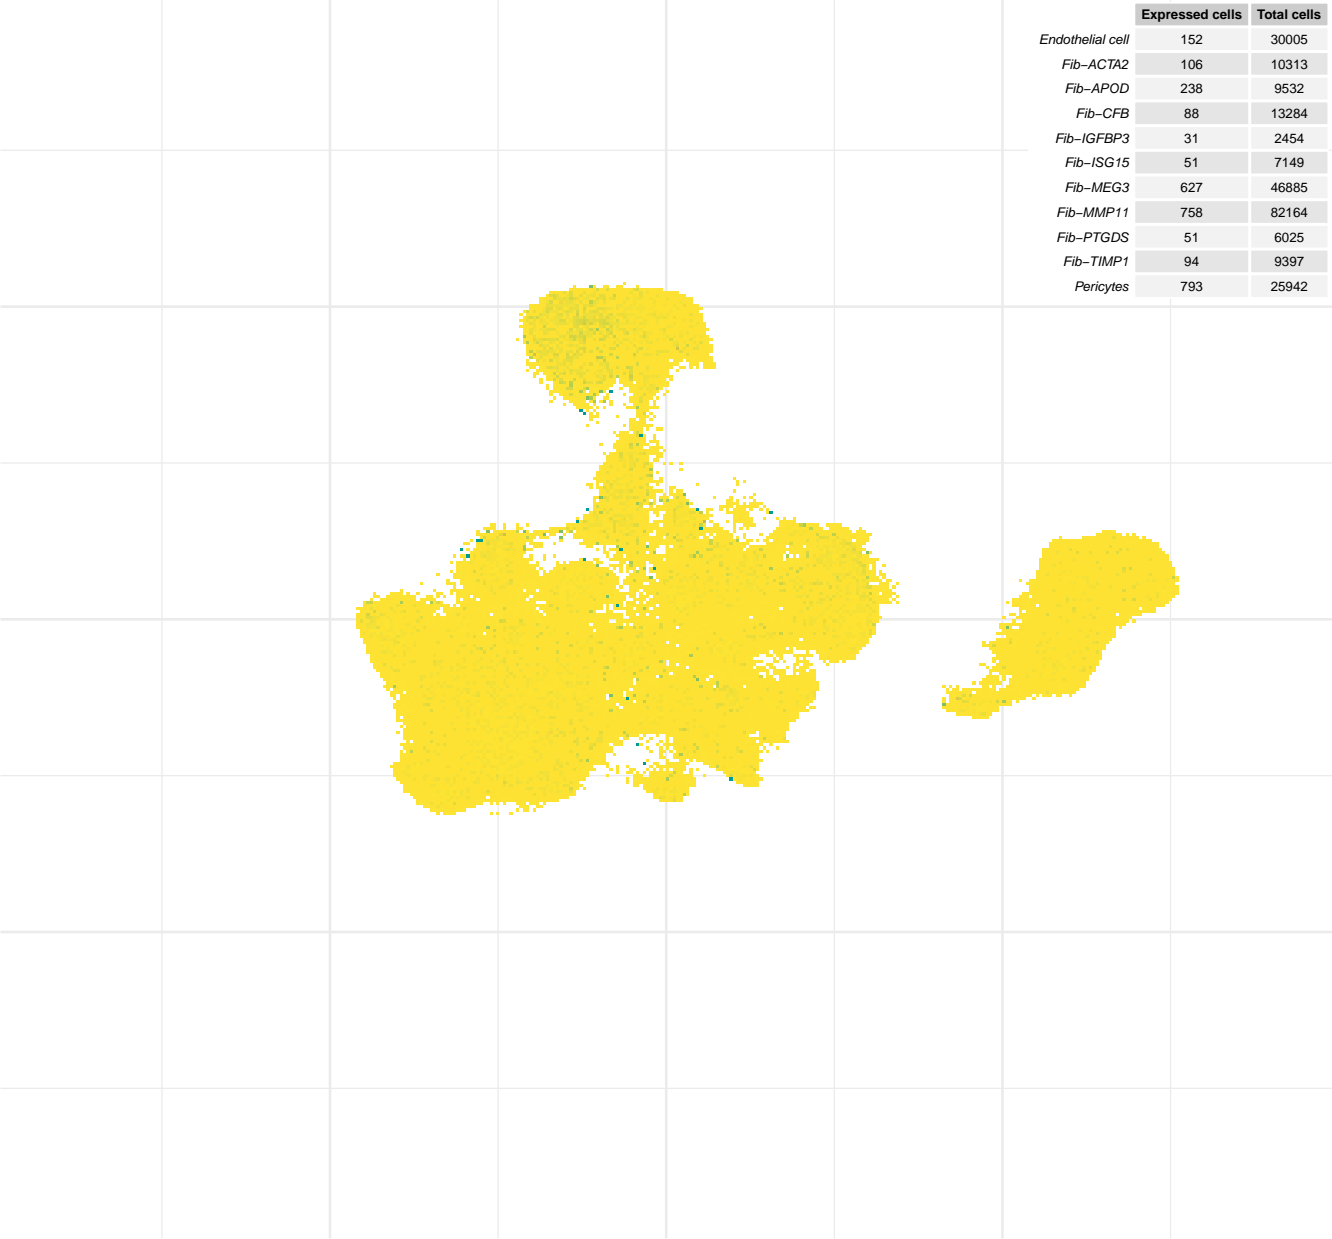 Expressed cells Total cells
Endothelial cell 152 30005
Fib−ACTA2 106 10313
Fib−APOD 238 9532
Fib−CFB 88 13284
Fib−IGFBP3 31 2454
Fib−ISG15 51 7149
Fib−MEG3 627 46885
Fib−MMP11 758 82164
Fib−PTGDS 51 6025
Fib−TIMP1 94 9397
Pericytes 793 25942